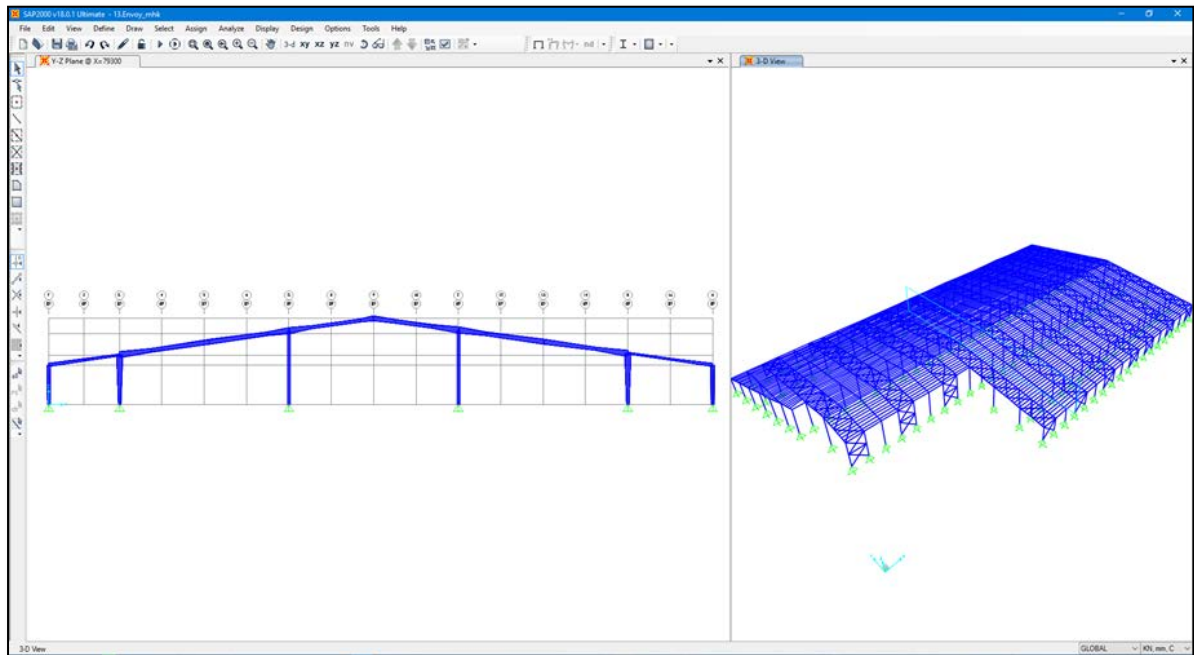 SAP2000 v18.0.1 Ultimate - 13.Envoy_mhk
File Edit View Define Draw Select Assign Analyze Display Design Options Tools Help
3-d xy xz yz nv
nd
Y-Z Plane @ X=79300
3-D View
3-D View
GLOBAL
KN, mm, C